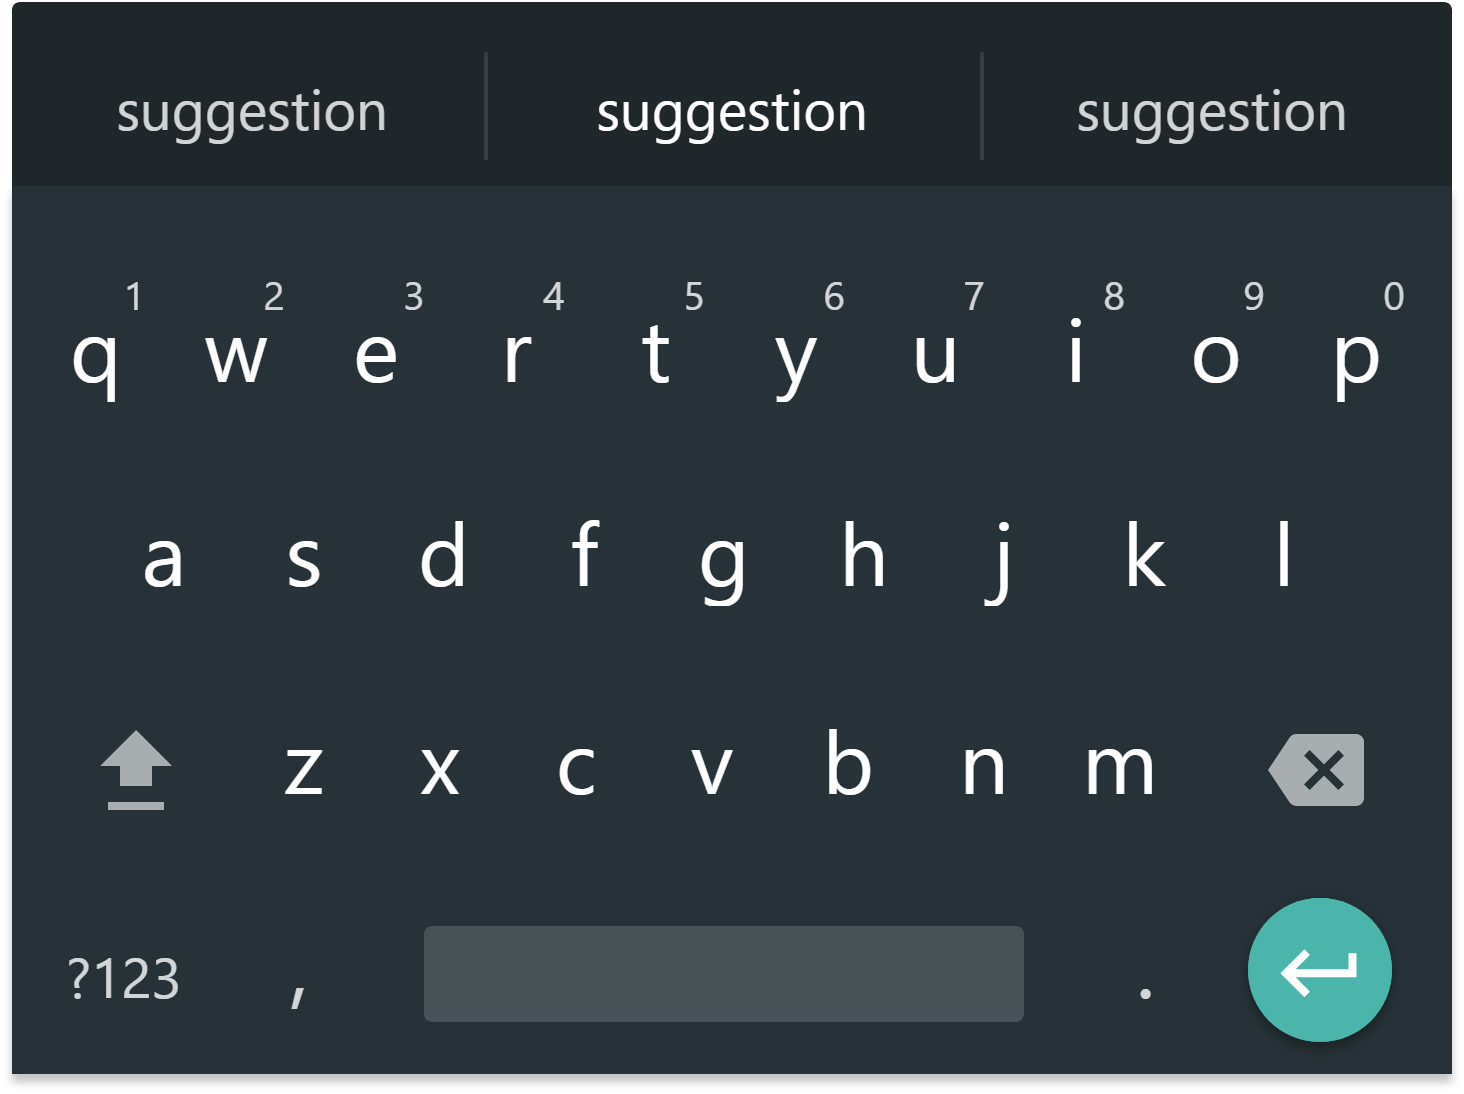 suggestion suggestion suggestion
1 2 3 4 5 6 7 8 9 0
q w e r t y u i o p
a s d f g h j k l
z x c v b n m
?123 , .